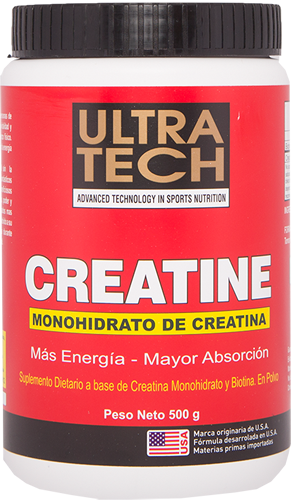 ULTRA
TECH
ADVANCED TECHNOLOGY IN SPORTS NUTRITION
CREATINE
MONOHIDRATO DE CREATINA
Más Energía - Mayor Absorción
Suplemento Dietario a base de Creatina Monohidrato y Biotina. En Polvo
Peso Neto 500 g
USA
Marca originaria de U.S.A.
Fórmula desarrollada en U.S.A.
Materias primas importadas